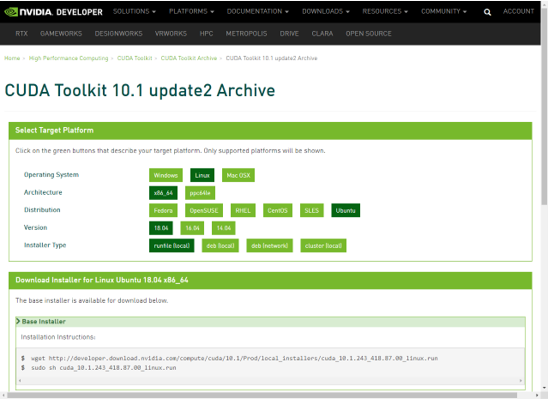 NVIDIA. DEVELOPER SOLUTIONS PLATFORMS DOCUMENTATION DOWNLOADS RESOURCES COMMUNITY ACCOUNT
RTX GAMEWORKS DESIGNWORKS VRWORKS HPC METROPOLIS DRIVE CLARA OPEN SOURCE
Home > High Performance Computing > CUDA Toolkit > CUDA Toolkit Archive > CUDA Toolkit 10.1 update2 Archive
CUDA Toolkit 10.1 update2 Archive
Select Target Platform
Click on the green buttons that describe your target platform. Only supported platforms will be shown.
Operating System Windows Linux Mac OSX
Architecture x86_64 ppc64le
Distribution Fedora OpenSUSE RHEL CentOS SLES Ubuntu
Version 18.04 16.04 14.04
Installer Type runfile (local) deb (local) deb (network) cluster (local)
Download Installer for Linux Ubuntu 18.04 x86_64
The base installer is available for download below.
> Base Installer
Installation Instructions:
$ wget http://developer.download.nvidia.com/compute/cuda/10.1/Prod/local_installers/cuda_10.1.243_418.87.00_linux.run
$ sudo sh cuda_10.1.243_418.87.00_linux.run